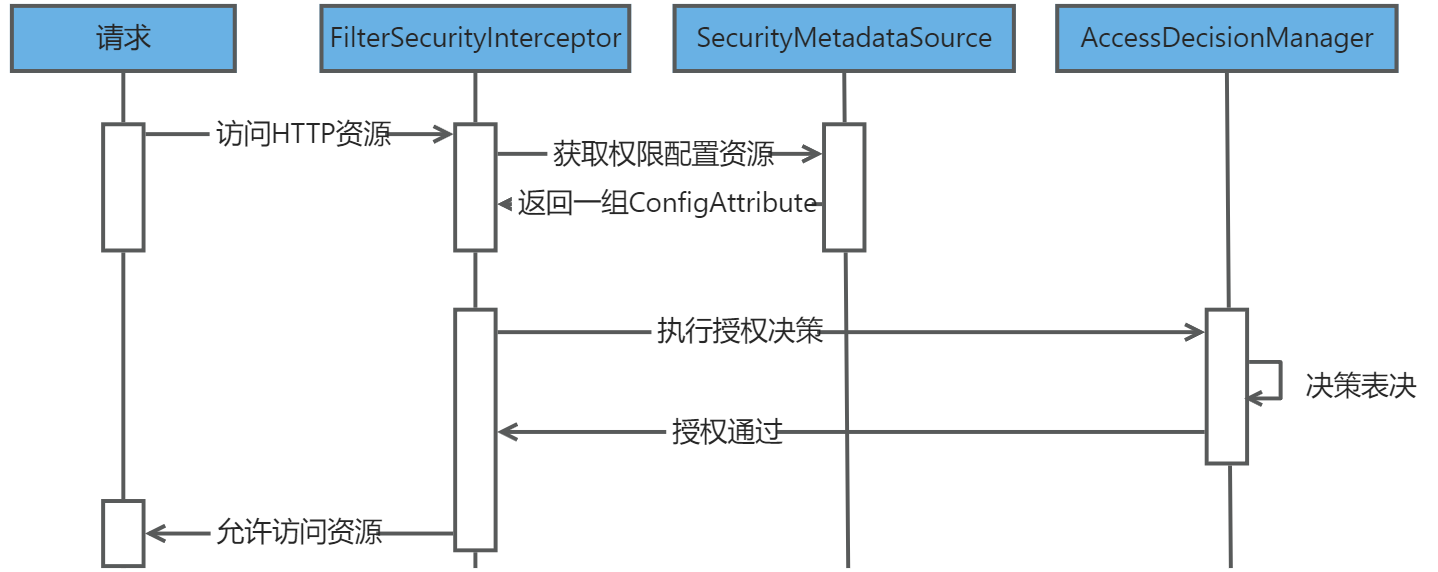 请求
FilterSecurityInterceptor
SecurityMetadataSource
AccessDecisionManager
访问HTTP资源
获取权限配置资源
返回一组ConfigAttribute
执行授权决策
决策表决
授权通过
允许访问资源